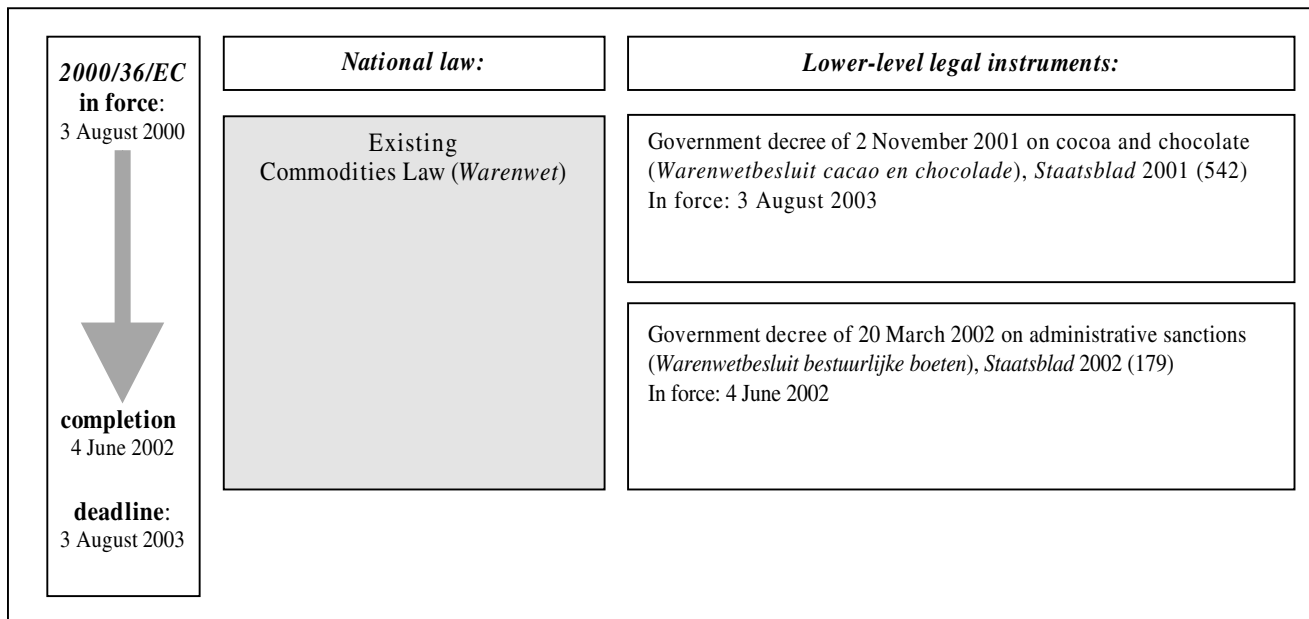 2000/36/EC
in force:
3 August 2000
completion
4 June 2002
deadline:
3 August 2003
National law:
Existing
Commodities Law (Warenwet)
Lower-level legal instruments:
Government decree of 2 November 2001 on cocoa and chocolate
(Warenwetbesluit cacao en chocolade), Staatsblad 2001 (542)
In force: 3 August 2003
Government decree of 20 March 2002 on administrative sanctions
(Warenwetbesluit bestuurlijke boeten), Staatsblad 2002 (179)
In force: 4 June 2002